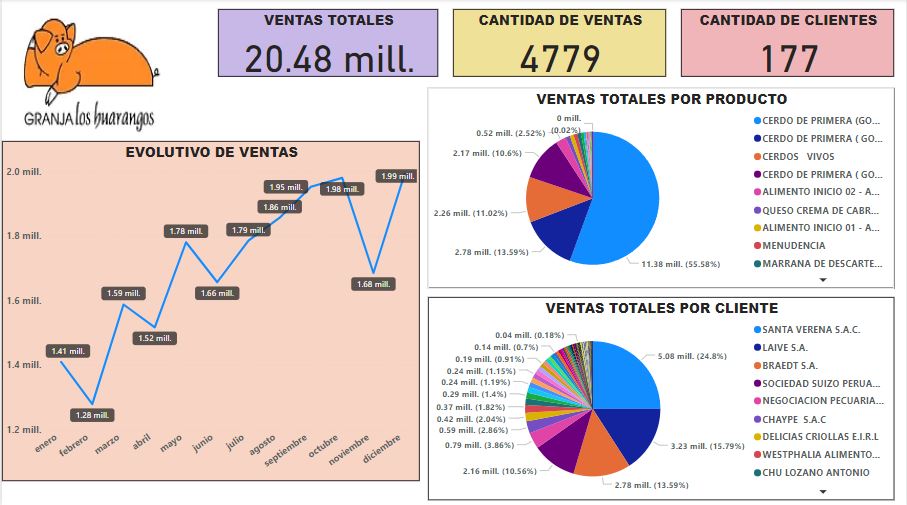 VENTAS TOTALES
20.48 mill.
CANTIDAD DE VENTAS
4779
CANTIDAD DE CLIENTES
177
GRANJA los huarangos
EVOLUTIVO DE VENTAS
2.0 mill.
1.8 mill.
1.6 mill.
1.4 mill.
1.2 mill.
1.41 mill.
1.28 mill.
1.59 mill.
1.52 mill.
1.78 mill.
1.66 mill.
1.79 mill.
1.86 mill.
1.95 mill.
1.98 mill.
1.68 mill.
1.99 mill.
enero
febrero
marzo
abril
mayo
junio
julio
agosto
septiembre
octubre
noviembre
diciembre
VENTAS TOTALES POR PRODUCTO
0 mill.
(0.02%)
0.52 mill. (2.52%)
2.17 mill. (10.6%)
2.26 mill. (11.02%)
2.78 mill. (13.59%)
11.38 mill. (55.58%)
CERDO DE PRIMERA (GO...
CERDO DE PRIMERA ( GO...
CERDOS VIVOS
CERDO DE PRIMERA ( GO...
ALIMENTO INICIO 02 - A...
QUESO CREMA DE CABR...
ALIMENTO INICIO 01 - A...
MENUDENCIA
MARRANA DE DESCARTE...
VENTAS TOTALES POR CLIENTE
0.04 mill. (0.18%)
0.14 mill. (0.7%)
0.19 mill. (0.91%)
0.24 mill. (1.15%)
0.24 mill. (1.19%)
0.29 mill. (1.4%)
0.37 mill. (1.82%)
0.42 mill. (2.04%)
0.59 mill. (2.86%)
0.79 mill. (3.86%)
2.16 mill. (10.56%)
2.78 mill. (13.59%)
3.23 mill. (15.79%)
5.08 mill. (24.8%)
SANTA VERENA S.A.C.
LAIVE S.A.
BRAEDT S.A.
SOCIEDAD SUIZO PERUA...
NEGOCIACION PECUARIA...
CHAYPE S.A.C
DELICIAS CRIOLLAS E.I.R.L
WESTPHALIA ALIMENTO...
CHU LOZANO ANTONIO